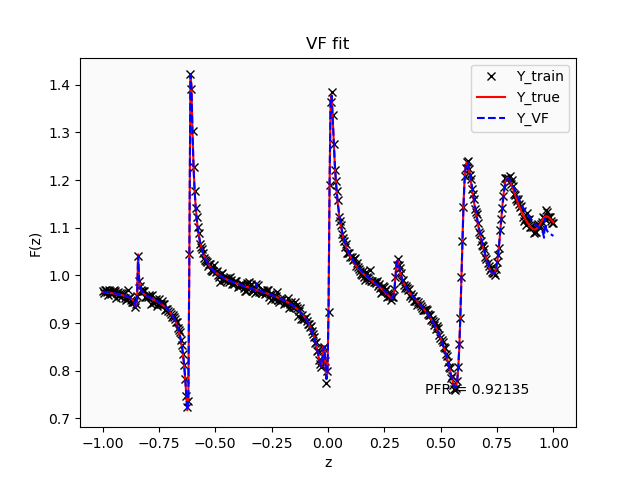 VF fit
Y_train
Y_true
Y_VF
F(z)
1.4
1.3
1.2
1.1
1.0
0.9
0.8
0.7
PFR = 0.92135
−1.00 −0.75 −0.50 −0.25 0.00 0.25 0.50 0.75 1.00
z